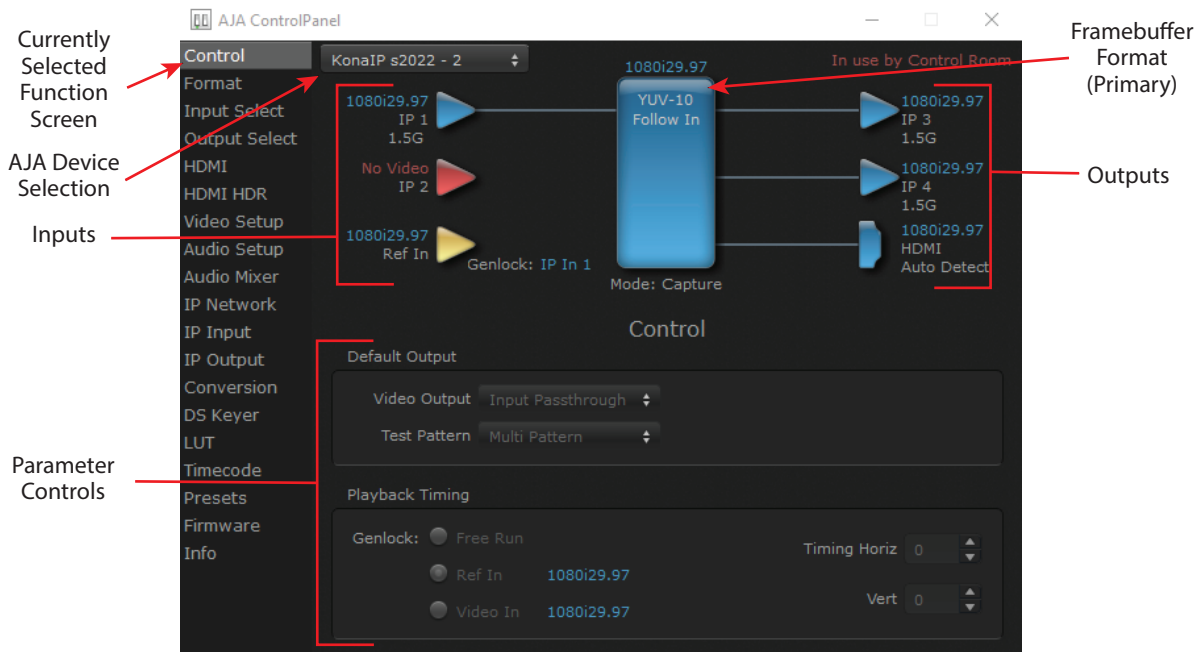 AJA ControlPanel
Currently
Selected
Function
Screen
AJA Device
Selection
Inputs
Parameter
Controls
Control
Format
Input Select
Output Select
HDMI
HDMI HDR
Video Setup
Audio Setup
Audio Mixer
IP Network
IP Input
IP Output
Conversion
DS Keyer
LUT
Timecode
Presets
Firmware
Info
KonaIP s2022 - 2
1080i29.97
In use by Control Room
1080i29.97
IP 1
1.5G
No Video
IP 2
1080i29.97
Ref In
Genlock: IP In 1
YUV-10
Follow In
Mode: Capture
1080i29.97
IP 3
1.5G
1080i29.97
IP 4
1.5G
1080i29.97
HDMI
Auto Detect
Framebuffer
Format
(Primary)
Outputs
Control
Default Output
Video Output Input Passthrough
Test Pattern Multi Pattern
Playback Timing
Genlock: Free Run
Ref In 1080i29.97
Video In 1080i29.97
Timing Horiz 0
Vert 0